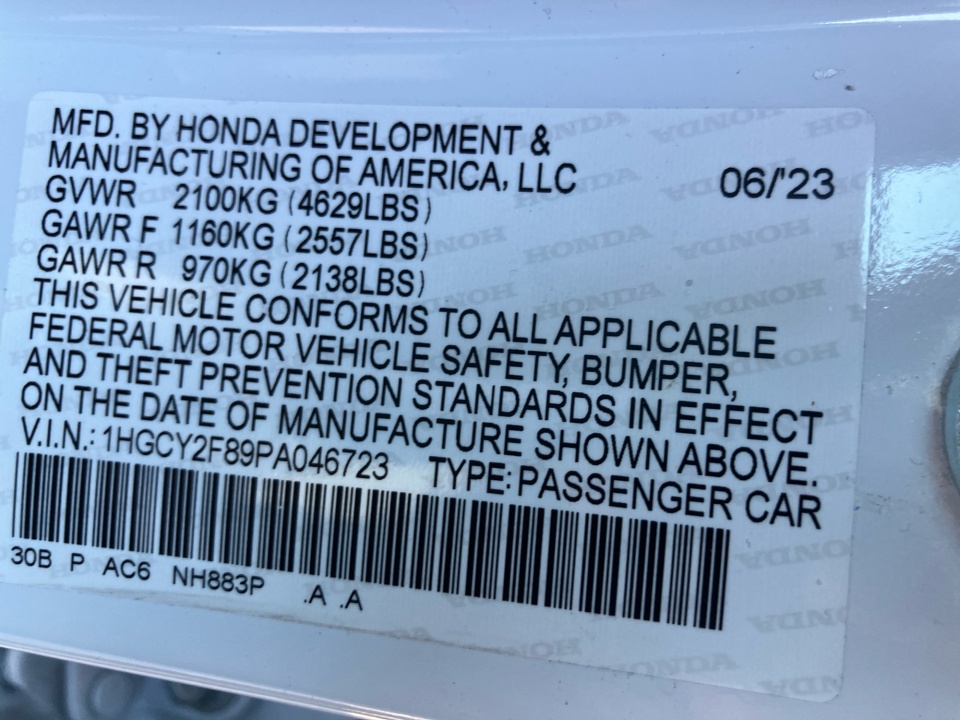 MFD. BY HONDA DEVELOPMENT &
MANUFACTURING OF AMERICA, LLC 06/'23
GVWR 2100KG (4629LBS)
GAWR F 1160KG (2557LBS)
GAWR R 970KG (2138LBS)
THIS VEHICLE CONFORMS TO ALL APPLICABLE
FEDERAL MOTOR VEHICLE SAFETY, BUMPER,
AND THEFT PREVENTION STANDARDS IN EFFECT
ON THE DATE OF MANUFACTURE SHOWN ABOVE.
V.I.N.: 1HGCY2F89PA046723 TYPE: PASSENGER CAR
30B P AC6 NH883P .A .A